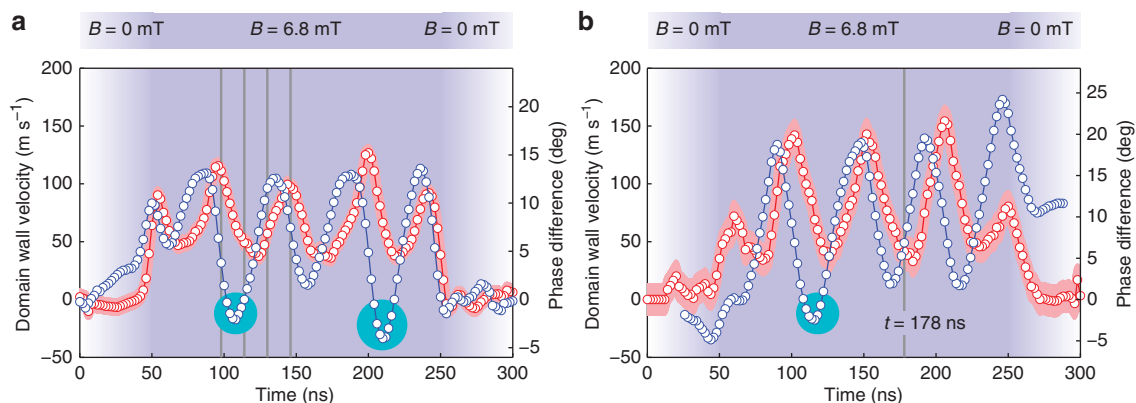 a
B = 0 mT B = 6.8 mT B = 0 mT
Domain wall velocity (m s⁻¹)
200
150
100
50
0
−50
Phase difference (deg)
20
15
10
5
0
−5
0 50 100 150 200 250 300
Time (ns)
b
B = 0 mT B = 6.8 mT B = 0 mT
Domain wall velocity (m s⁻¹)
200
150
100
50
0
−50
Phase difference (deg)
25
20
15
10
5
0
−5
t = 178 ns
0 50 100 150 200 250 300
Time (ns)